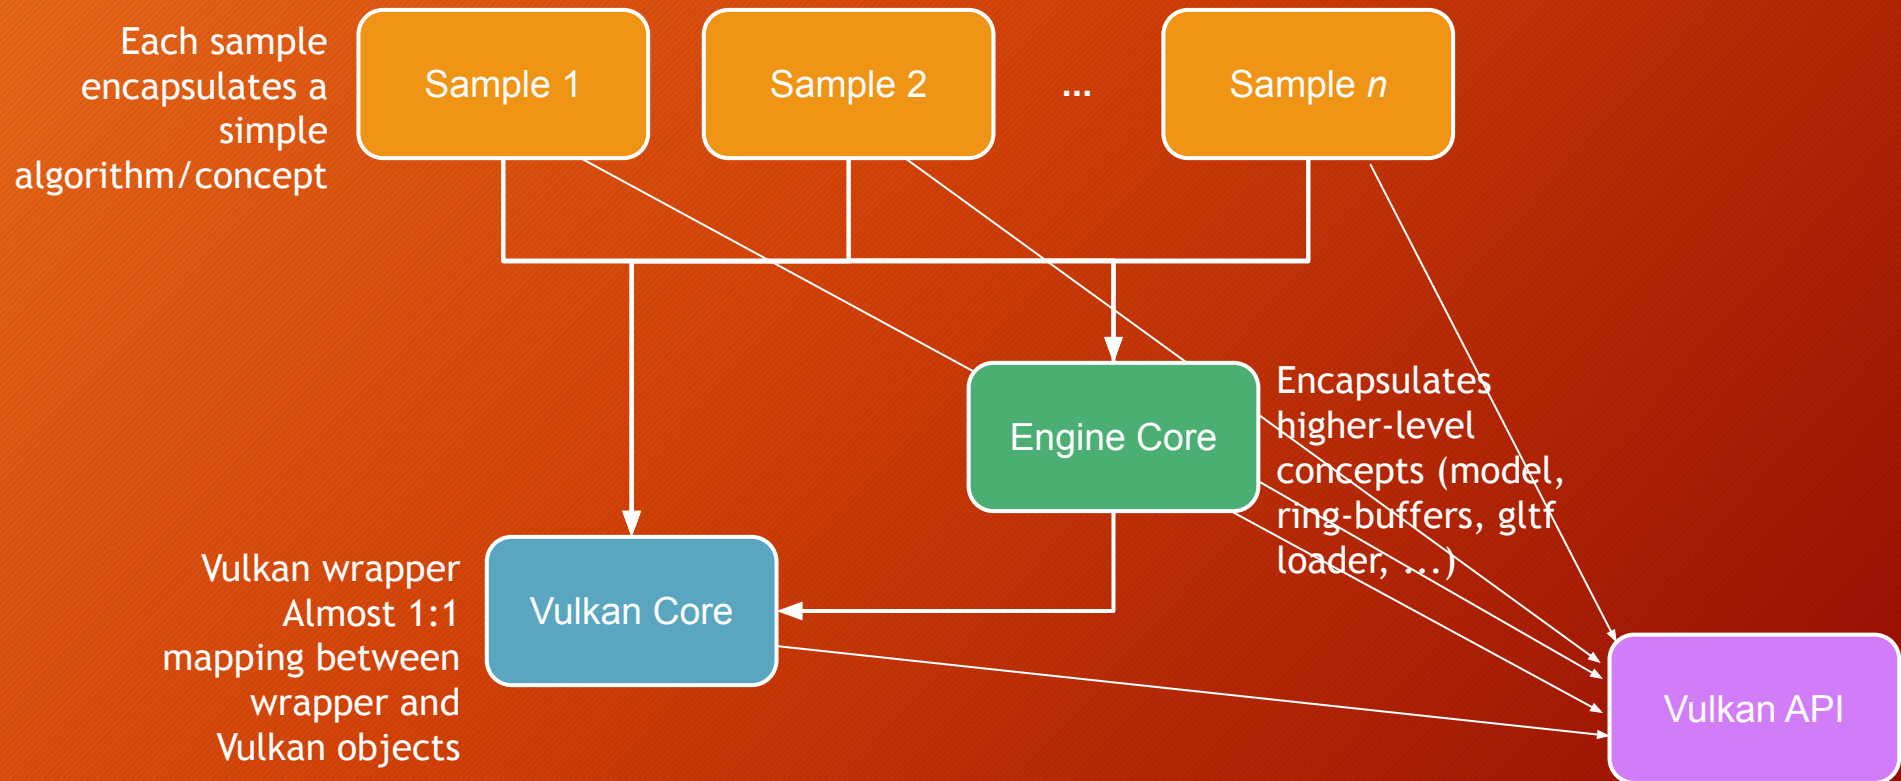 Each sample
encapsulates a
simple
algorithm/concept
Sample 1
Sample 2
...
Sample n
Engine Core
Encapsulates
higher-level
concepts (model,
ring-buffers, gltf
loader, ...)
Vulkan wrapper
Almost 1:1
mapping between
wrapper and
Vulkan objects
Vulkan Core
Vulkan API